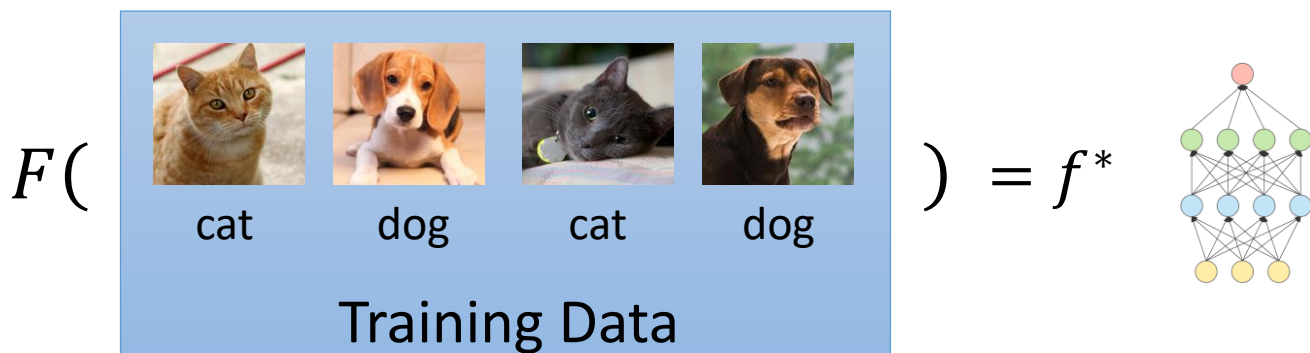 F( ) = f*
cat dog cat dog
Training Data